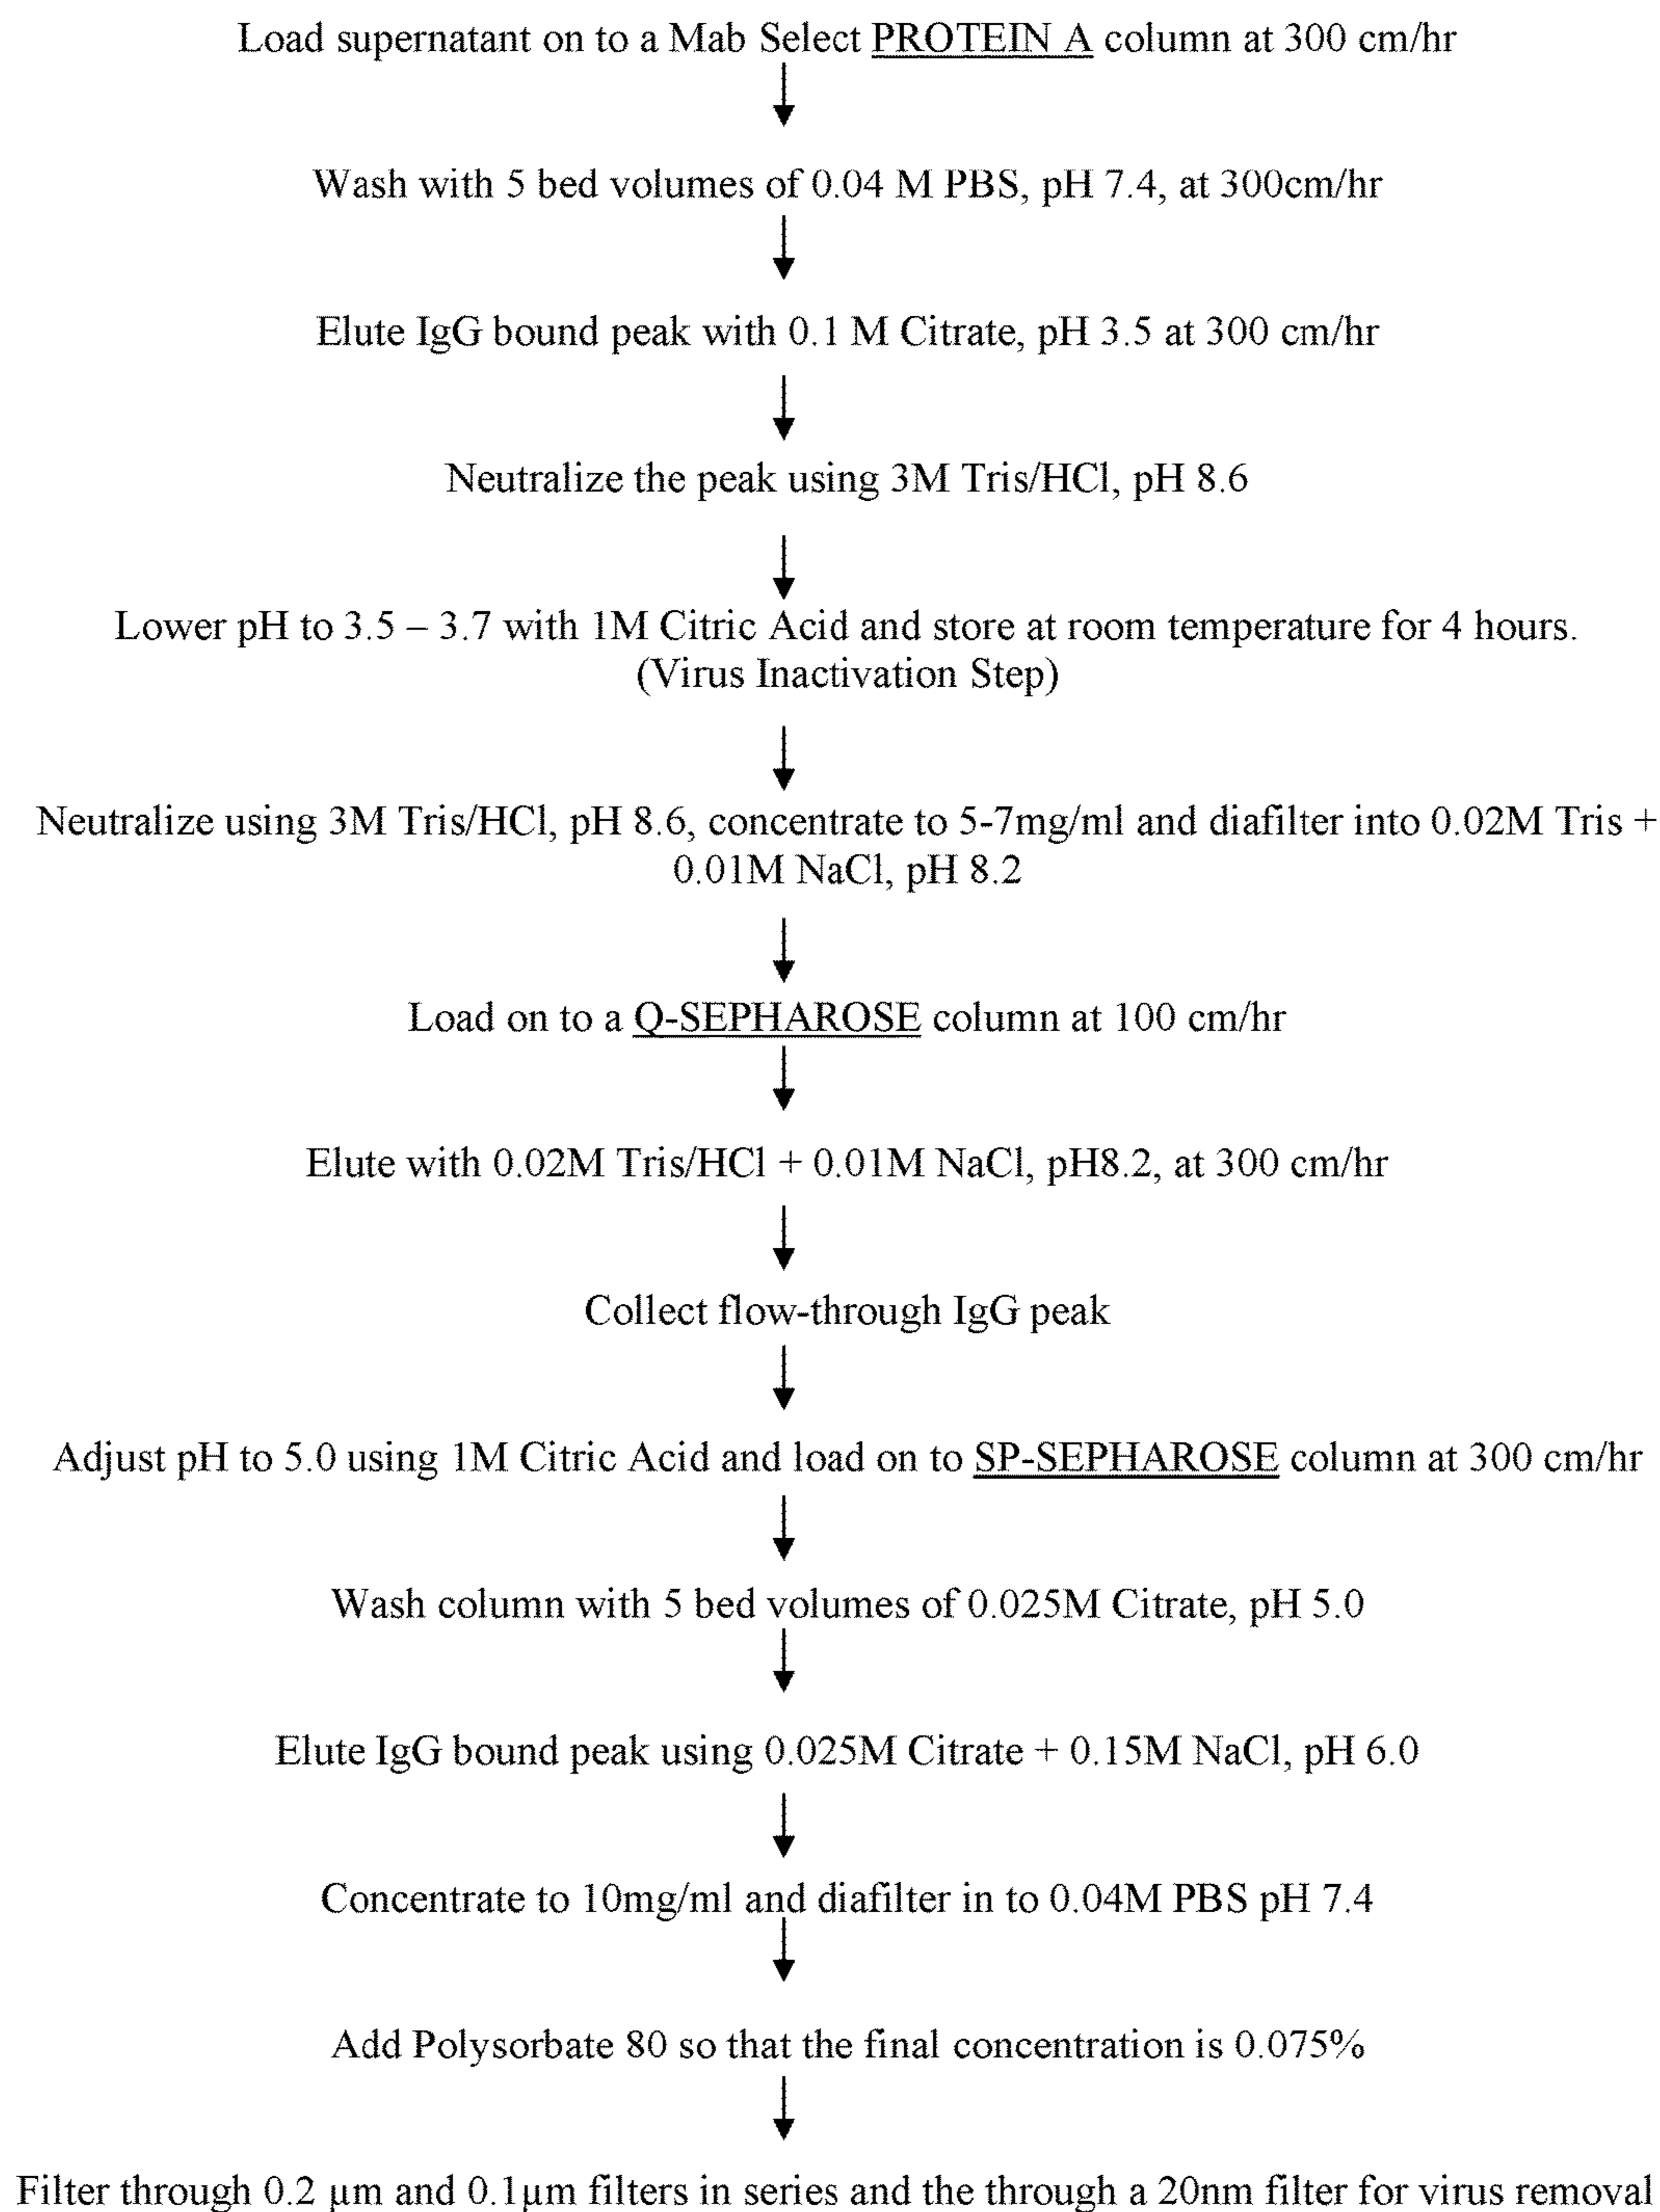 Load supernatant on to a Mab Select PROTEIN A column at 300 cm/hr
Wash with 5 bed volumes of 0.04 M PBS, pH 7.4, at 300cm/hr
Elute IgG bound peak with 0.1 M Citrate, pH 3.5 at 300 cm/hr
Neutralize the peak using 3M Tris/HCl, pH 8.6
Lower pH to 3.5 – 3.7 with 1M Citric Acid and store at room temperature for 4 hours.
(Virus Inactivation Step)
Neutralize using 3M Tris/HCl, pH 8.6, concentrate to 5-7mg/ml and diafilter into 0.02M Tris +
0.01M NaCl, pH 8.2
Load on to a Q-SEPHAROSE column at 100 cm/hr
Elute with 0.02M Tris/HCl + 0.01M NaCl, pH8.2, at 300 cm/hr
Collect flow-through IgG peak
Adjust pH to 5.0 using 1M Citric Acid and load on to SP-SEPHAROSE column at 300 cm/hr
Wash column with 5 bed volumes of 0.025M Citrate, pH 5.0
Elute IgG bound peak using 0.025M Citrate + 0.15M NaCl, pH 6.0
Concentrate to 10mg/ml and diafilter in to 0.04M PBS pH 7.4
Add Polysorbate 80 so that the final concentration is 0.075%
Filter through 0.2 µm and 0.1µm filters in series and the through a 20nm filter for virus removal